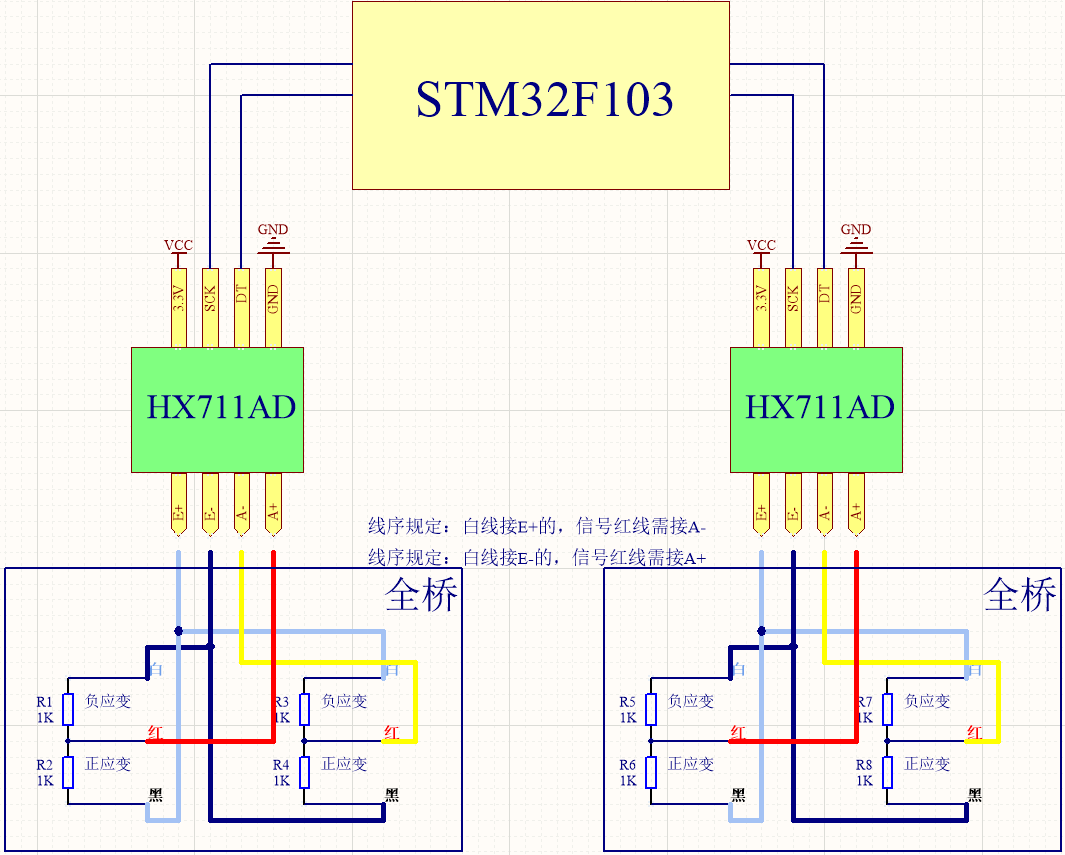 STM32F103
GND
GND
VCC
VCC
3.3V
SCK
DT
GND
3.3V
SCK
DT
GND
HX711AD
HX711AD
E+
E-
A-
A+
E+
E-
A-
A+
线序规定：白线接E+的，信号红线需接A-
线序规定：白线接E-的，信号红线需接A+
全桥
全桥
白
白
白
白
R1
1K
负应变
R3
1K
负应变
R5
1K
负应变
R7
1K
负应变
红
红
红
红
R2
1K
正应变
R4
1K
正应变
R6
1K
正应变
R8
1K
正应变
黑
黑
黑
黑